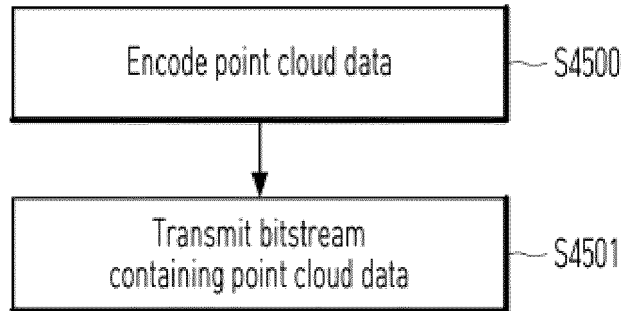 Encode point cloud data
S4500
Transmit bitstream
containing point cloud data
S4501